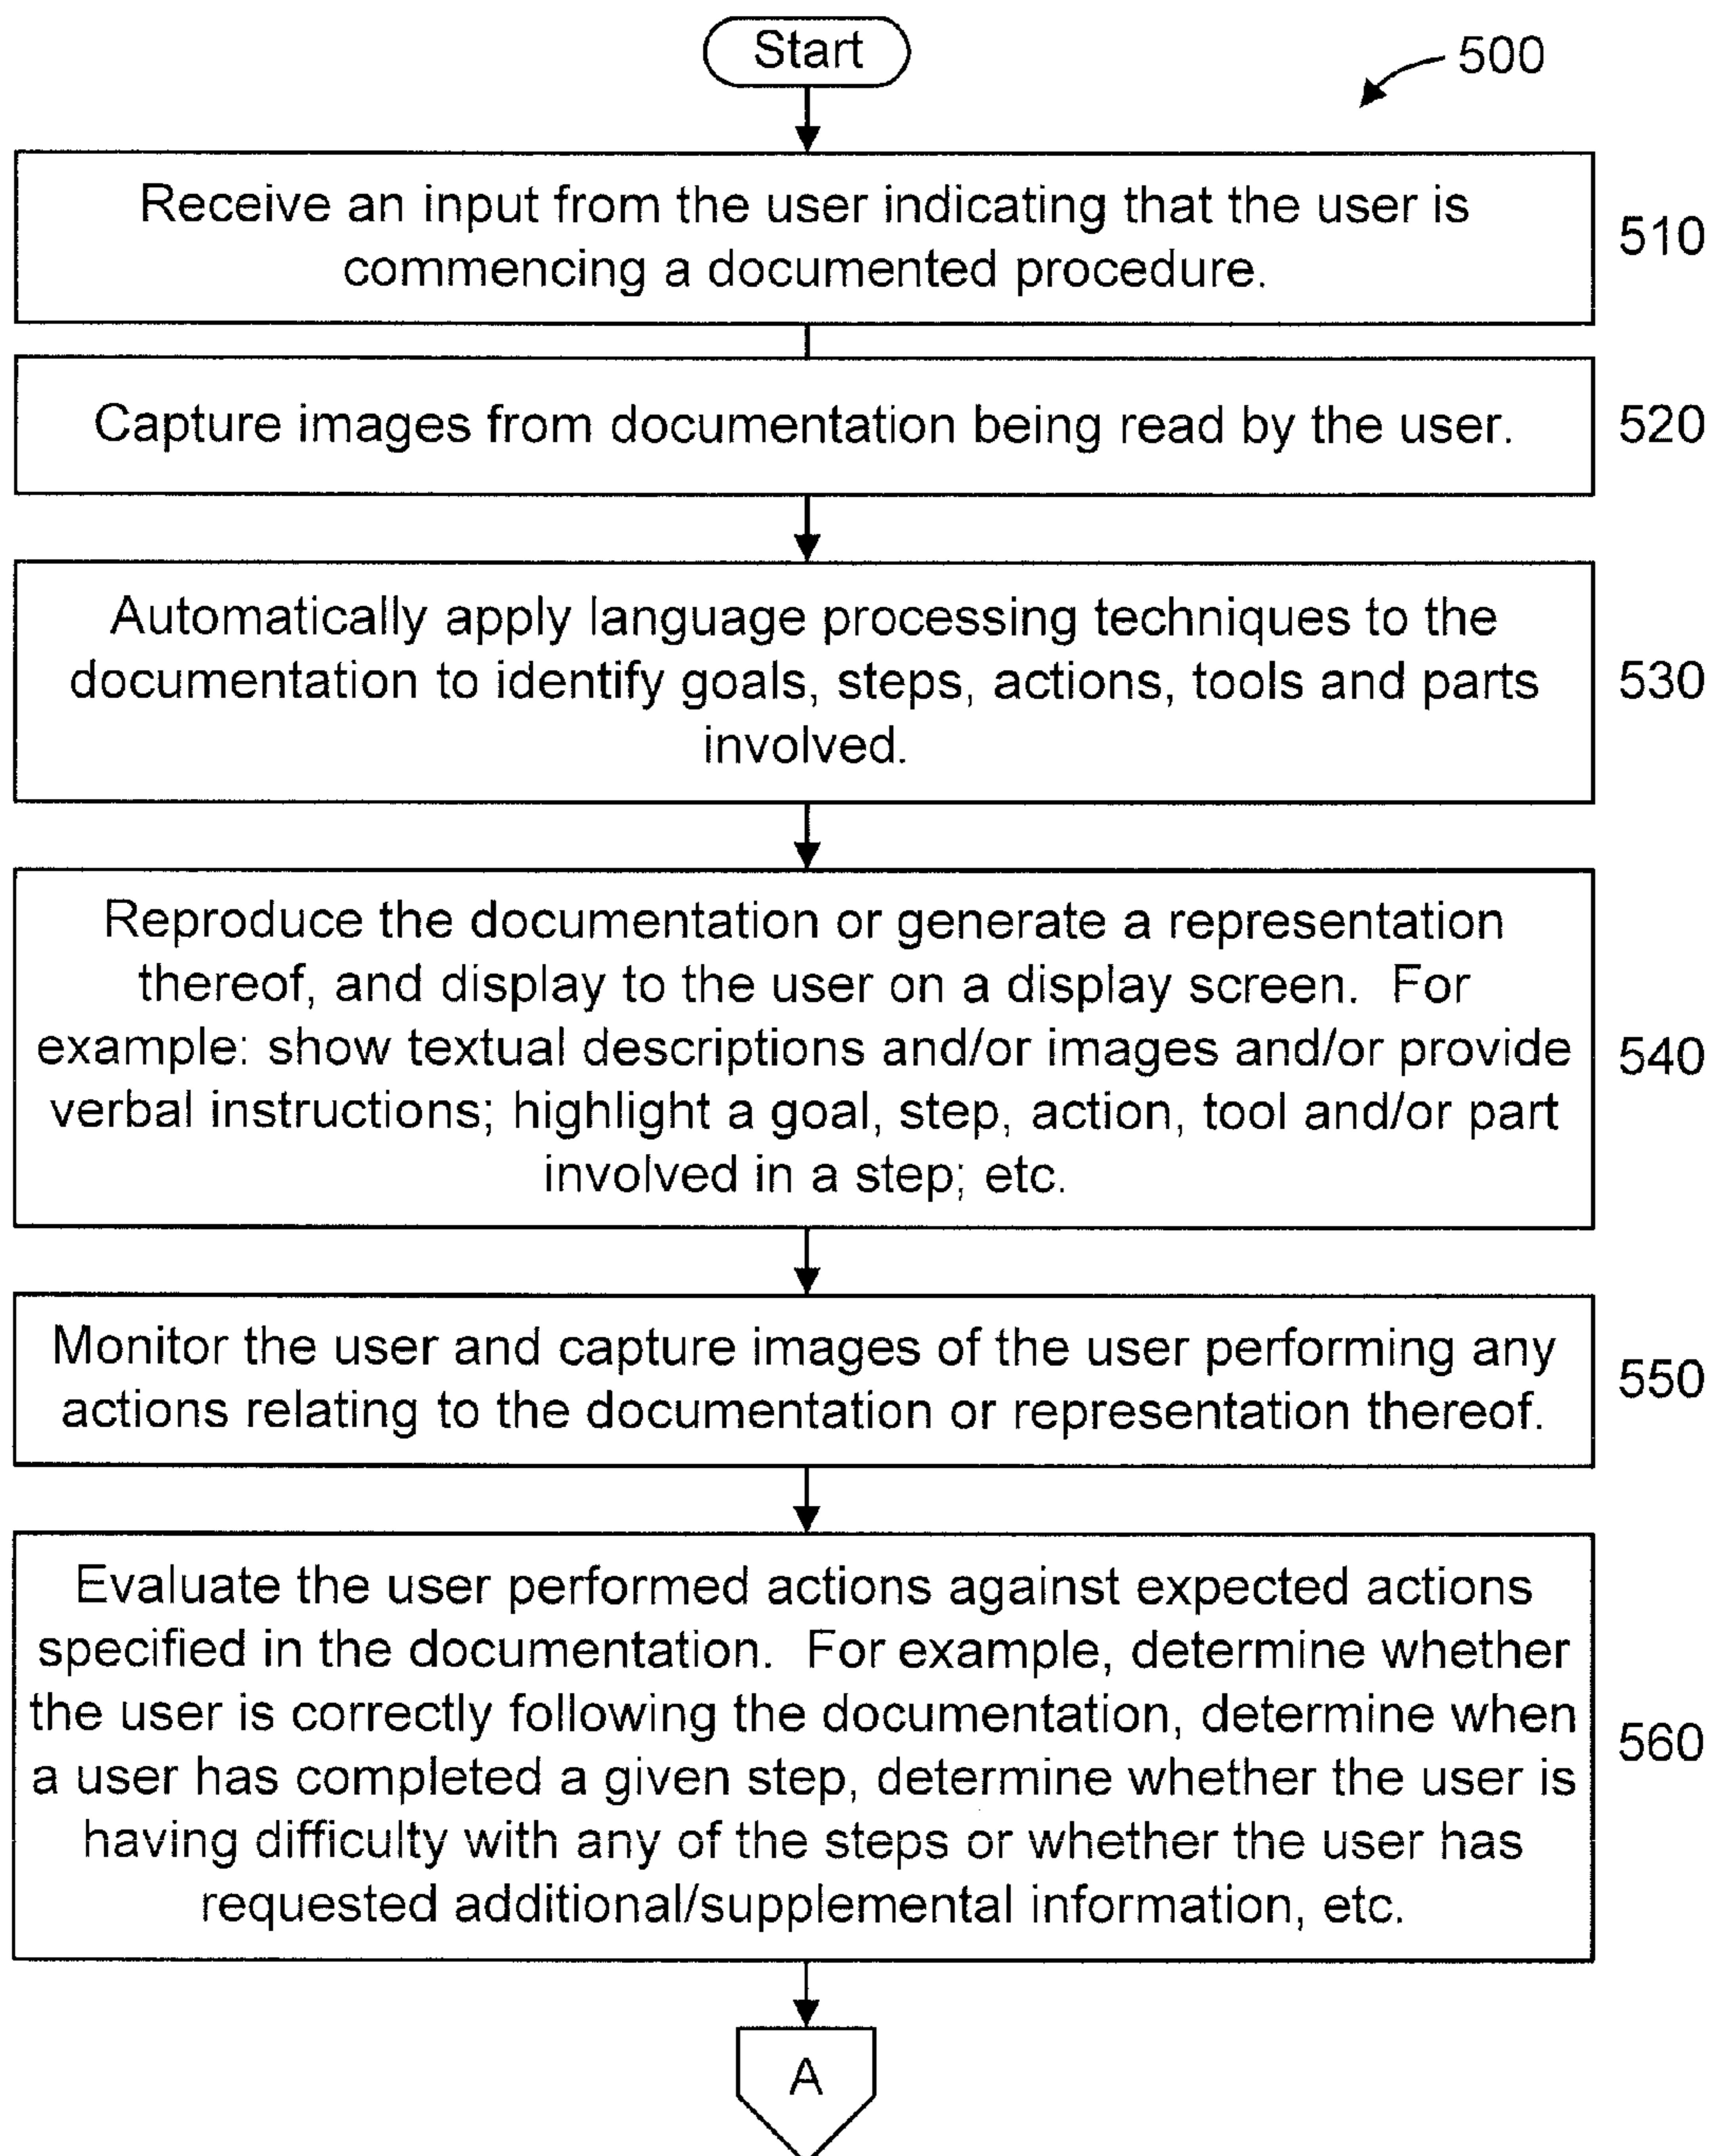 Start
500
Receive an input from the user indicating that the user is
commencing a documented procedure.
510
Capture images from documentation being read by the user.
520
Automatically apply language processing techniques to the
documentation to identify goals, steps, actions, tools and parts
involved.
530
Reproduce the documentation or generate a representation
thereof, and display to the user on a display screen. For
example: show textual descriptions and/or images and/or provide
verbal instructions; highlight a goal, step, action, tool and/or part
involved in a step; etc.
540
Monitor the user and capture images of the user performing any
actions relating to the documentation or representation thereof.
550
Evaluate the user performed actions against expected actions
specified in the documentation. For example, determine whether
the user is correctly following the documentation, determine when
a user has completed a given step, determine whether the user is
having difficulty with any of the steps or whether the user has
requested additional/supplemental information, etc.
560
A